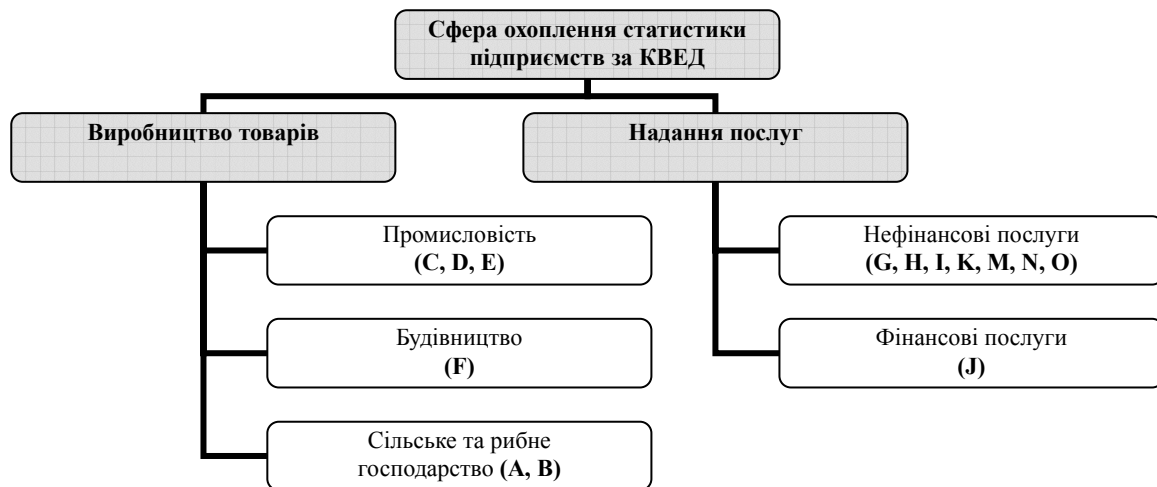 Сфера охоплення статистики
підприємств за КВЕД
Виробництво товарів
Надання послуг
Промисловість
(C, D, E)
Будівництво
(F)
Сільське та рибне
господарство (A, B)
Нефінансові послуги
(G, H, I, K, M, N, O)
Фінансові послуги
(J)